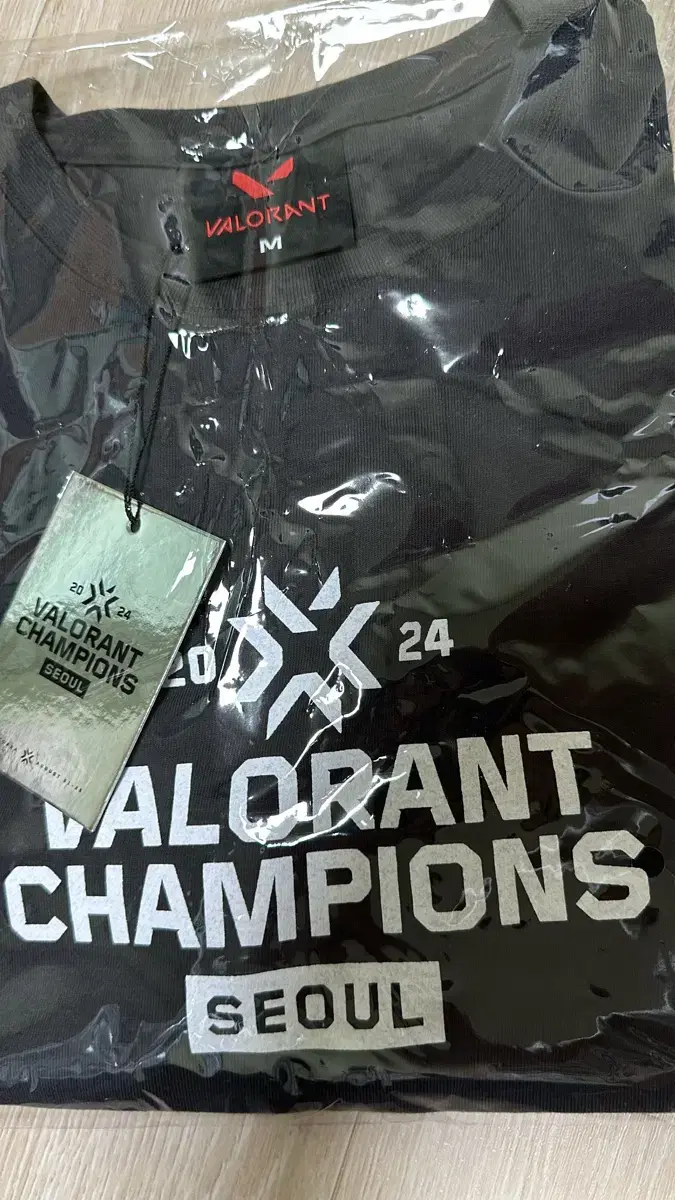 VALORANT
M
20 24
VALORANT
CHAMPIONS
SEOUL
20 24
VALORANT
CHAMPIONS
SEOUL